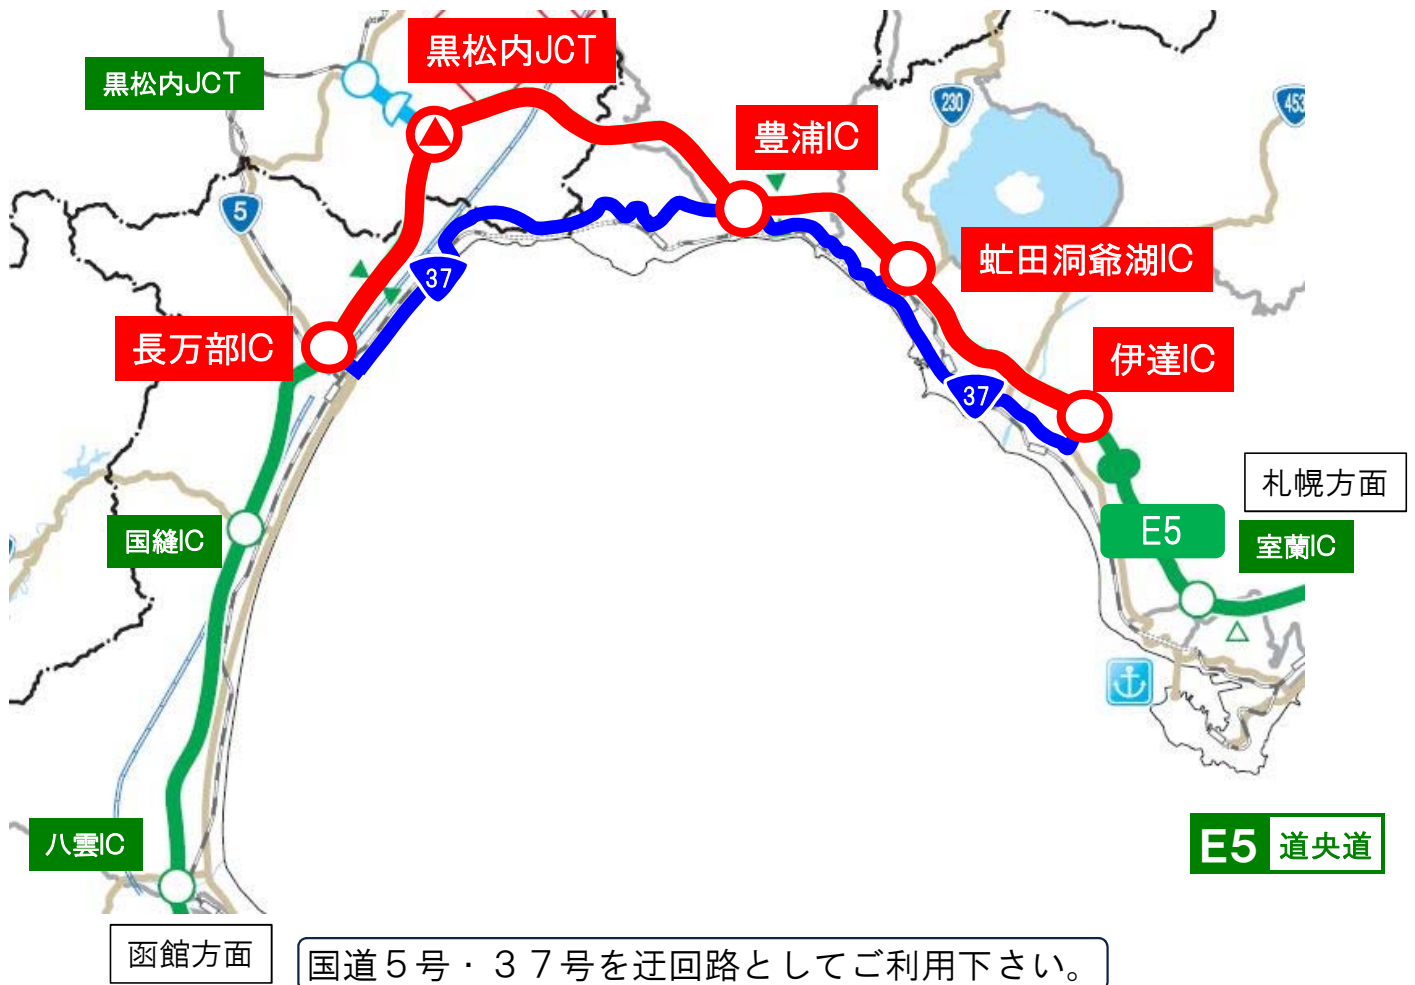 黒松内JCT
黒松内JCT
豊浦IC
230
453
5
37
虻田洞爺湖IC
長万部IC
伊達IC
37
札幌方面
E5
国縫IC
室蘭IC
八雲IC
E5 道央道
函館方面
国道５号・３７号を迂回路としてご利用下さい。